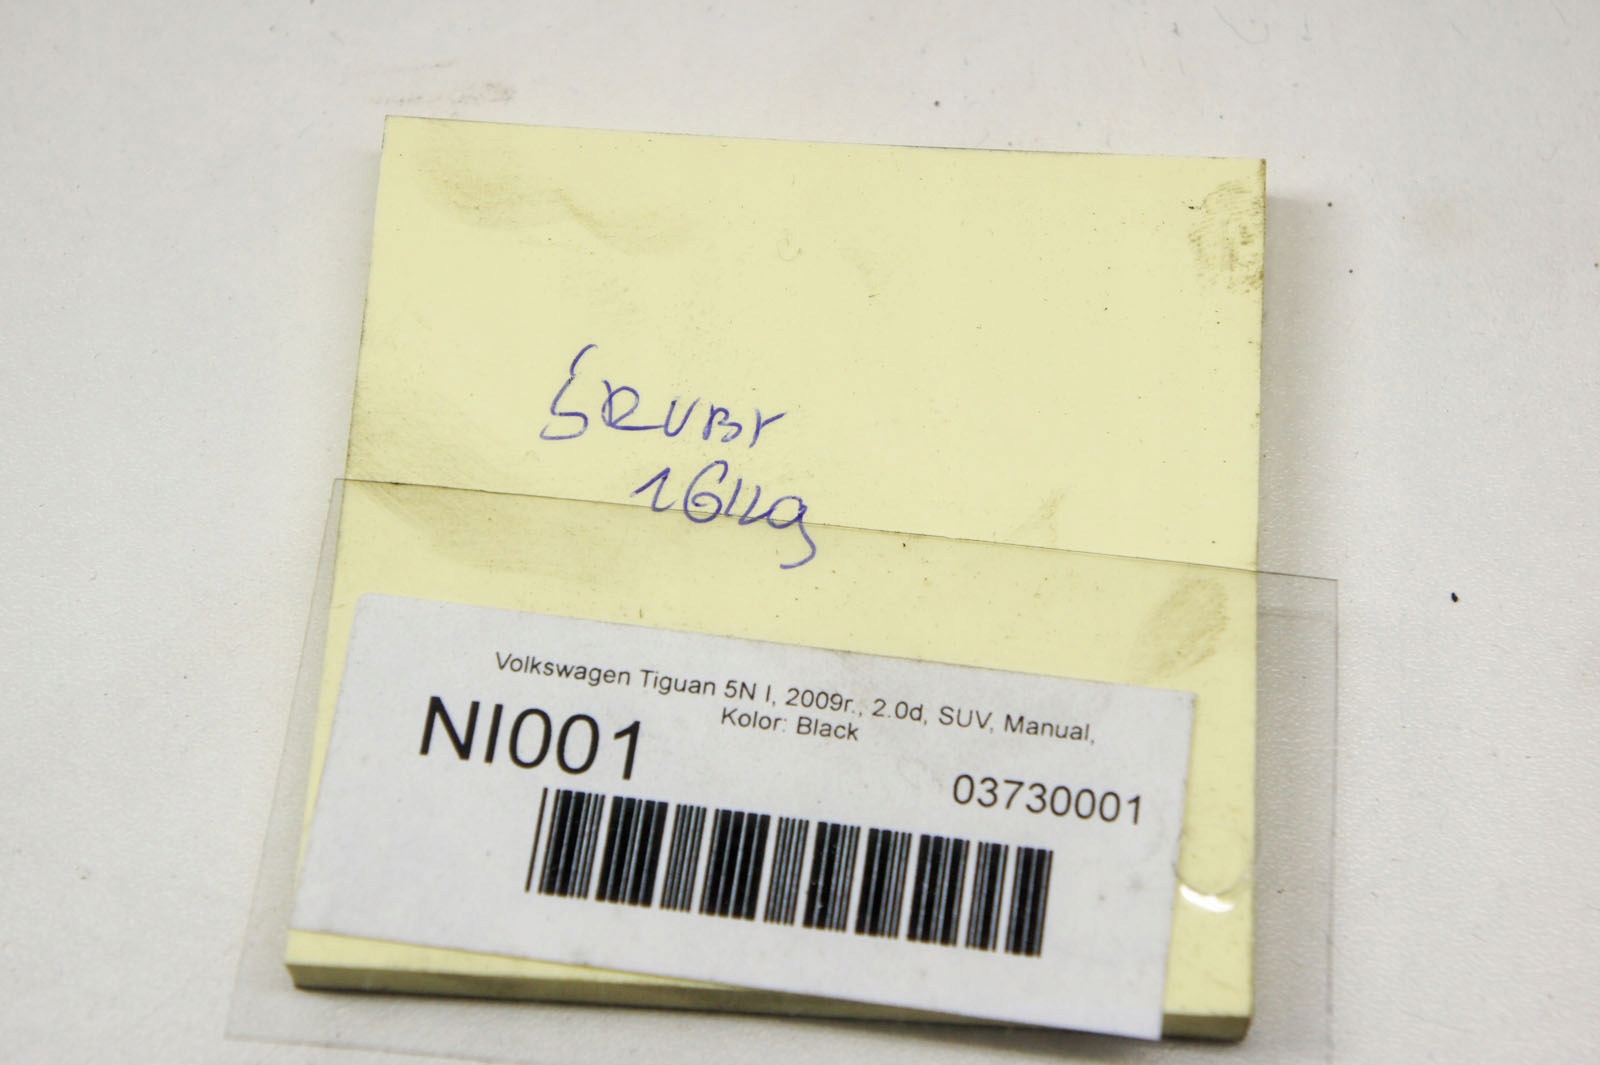 ŚRUBY
16kg
Volkswagen Tiguan 5N I, 2009r., 2.0d, SUV, Manual,
Kolor: Black
NI001
03730001